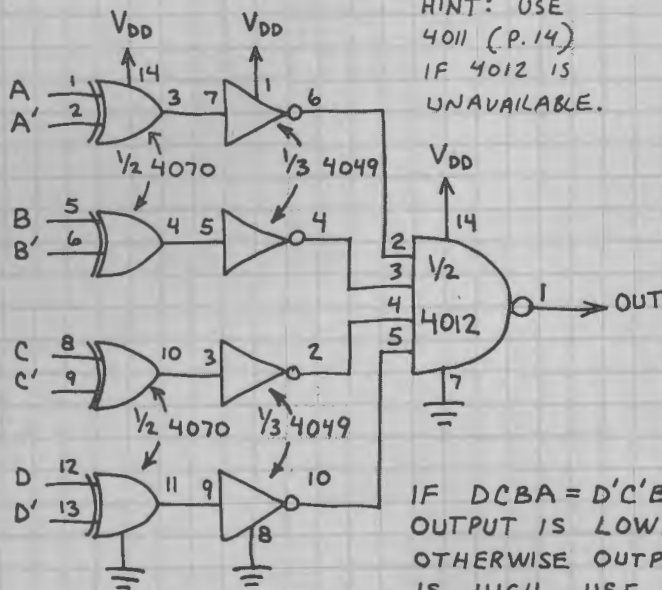 HINT: USE
4011 (P.14)
IF 4012 IS
UNAVAILABLE.
VDD
VDD
14
1
A 1
A' 2
3
7
6
1/2 4070
1/3 4049
B 5
B' 6
4
5
4
VDD
14
2
3
4
5
1/2
4012
1
OUT
7
C 8
C' 9
10
3
2
1/2 4070
1/3 4049
D 12
D' 13
11
9
10
8
IF DCBA = D'C'B
OUTPUT IS LOW
OTHERWISE OUTP
IS HIGH USE